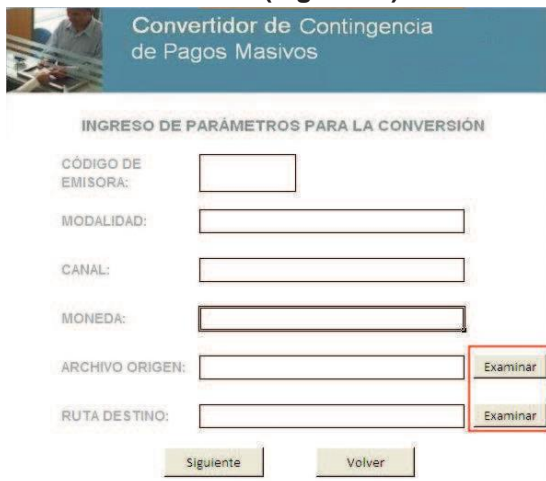 Convertidor de Contingencia
de Pagos Masivos
INGRESO DE PARÁMETROS PARA LA CONVERSIÓN
CÓDIGO DE
EMISORA:
MODALIDAD:
CANAL:
MONEDA:
ARCHIVO ORIGEN: Examinar
RUTA DESTINO: Examinar
Siguiente Volver